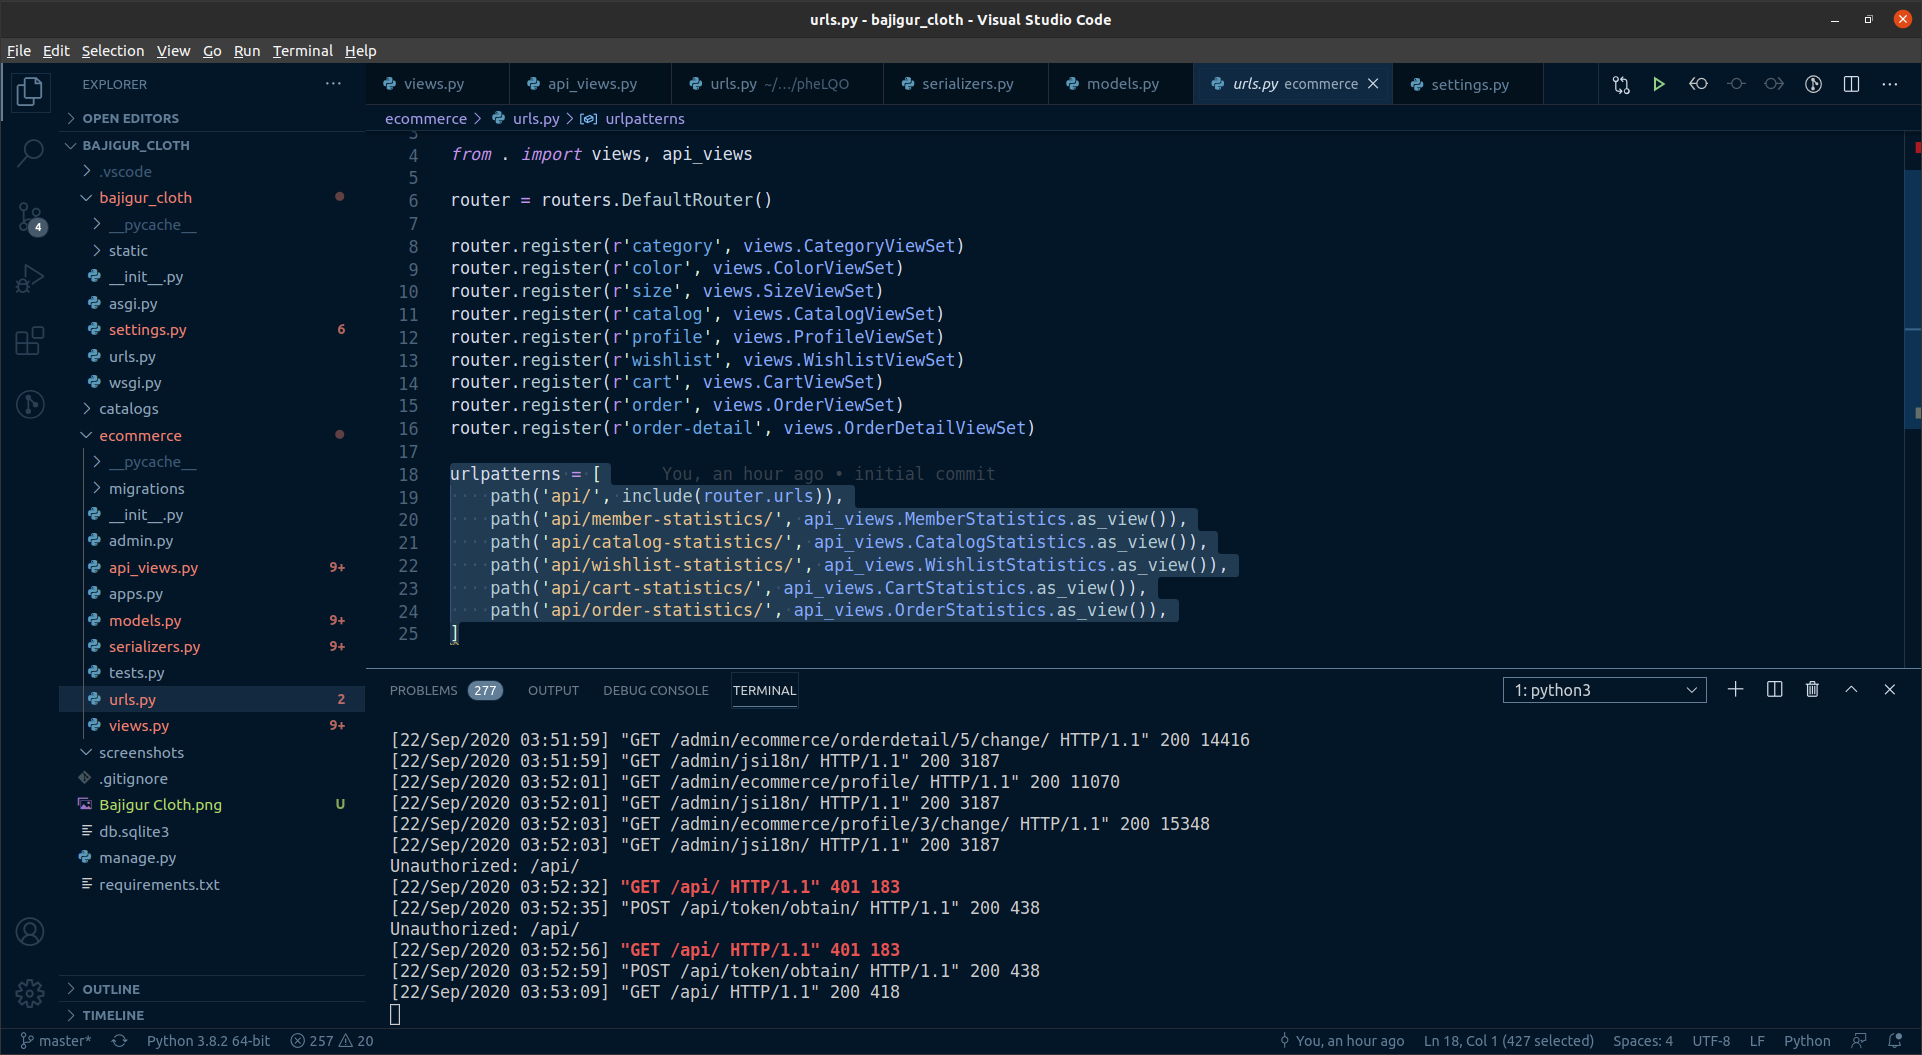 urls.py - bajigur_cloth - Visual Studio Code
File Edit Selection View Go Run Terminal Help
EXPLORER
OPEN EDITORS
BAJIGUR_CLOTH
.vscode
bajigur_cloth
__pycache__
static
__init__.py
asgi.py
settings.py 6
urls.py
wsgi.py
catalogs
ecommerce
__pycache__
migrations
__init__.py
admin.py
api_views.py 9+
apps.py
models.py 9+
serializers.py 9+
tests.py
urls.py 2
views.py 9+
screenshots
.gitignore
Bajigur Cloth.png U
db.sqlite3
manage.py
requirements.txt
OUTLINE
TIMELINE
4
views.py api_views.py urls.py ~/.../pheLQO serializers.py models.py urls.py ecommerce settings.py
ecommerce > urls.py > urlpatterns
3
4 from . import views, api_views
5
6 router = routers.DefaultRouter()
7
8 router.register(r'category', views.CategoryViewSet)
9 router.register(r'color', views.ColorViewSet)
10 router.register(r'size', views.SizeViewSet)
11 router.register(r'catalog', views.CatalogViewSet)
12 router.register(r'profile', views.ProfileViewSet)
13 router.register(r'wishlist', views.WishlistViewSet)
14 router.register(r'cart', views.CartViewSet)
15 router.register(r'order', views.OrderViewSet)
16 router.register(r'order-detail', views.OrderDetailViewSet)
17
18 urlpatterns = [ You, an hour ago • initial commit
19 path('api/', include(router.urls)),
20 path('api/member-statistics/', api_views.MemberStatistics.as_view()),
21 path('api/catalog-statistics/', api_views.CatalogStatistics.as_view()),
22 path('api/wishlist-statistics/', api_views.WishlistStatistics.as_view()),
23 path('api/cart-statistics/', api_views.CartStatistics.as_view()),
24 path('api/order-statistics/', api_views.OrderStatistics.as_view()),
25 ]
PROBLEMS 277 OUTPUT DEBUG CONSOLE TERMINAL 1: python3
[22/Sep/2020 03:51:59] "GET /admin/ecommerce/orderdetail/5/change/ HTTP/1.1" 200 14416
[22/Sep/2020 03:51:59] "GET /admin/jsi18n/ HTTP/1.1" 200 3187
[22/Sep/2020 03:52:01] "GET /admin/ecommerce/profile/ HTTP/1.1" 200 11070
[22/Sep/2020 03:52:01] "GET /admin/jsi18n/ HTTP/1.1" 200 3187
[22/Sep/2020 03:52:03] "GET /admin/ecommerce/profile/3/change/ HTTP/1.1" 200 15348
[22/Sep/2020 03:52:03] "GET /admin/jsi18n/ HTTP/1.1" 200 3187
Unauthorized: /api/
[22/Sep/2020 03:52:32] "GET /api/ HTTP/1.1" 401 183
[22/Sep/2020 03:52:35] "POST /api/token/obtain/ HTTP/1.1" 200 438
Unauthorized: /api/
[22/Sep/2020 03:52:56] "GET /api/ HTTP/1.1" 401 183
[22/Sep/2020 03:52:59] "POST /api/token/obtain/ HTTP/1.1" 200 438
[22/Sep/2020 03:53:09] "GET /api/ HTTP/1.1" 200 418
master* Python 3.8.2 64-bit 257 20 You, an hour ago Ln 18, Col 1 (427 selected) Spaces: 4 UTF-8 LF Python